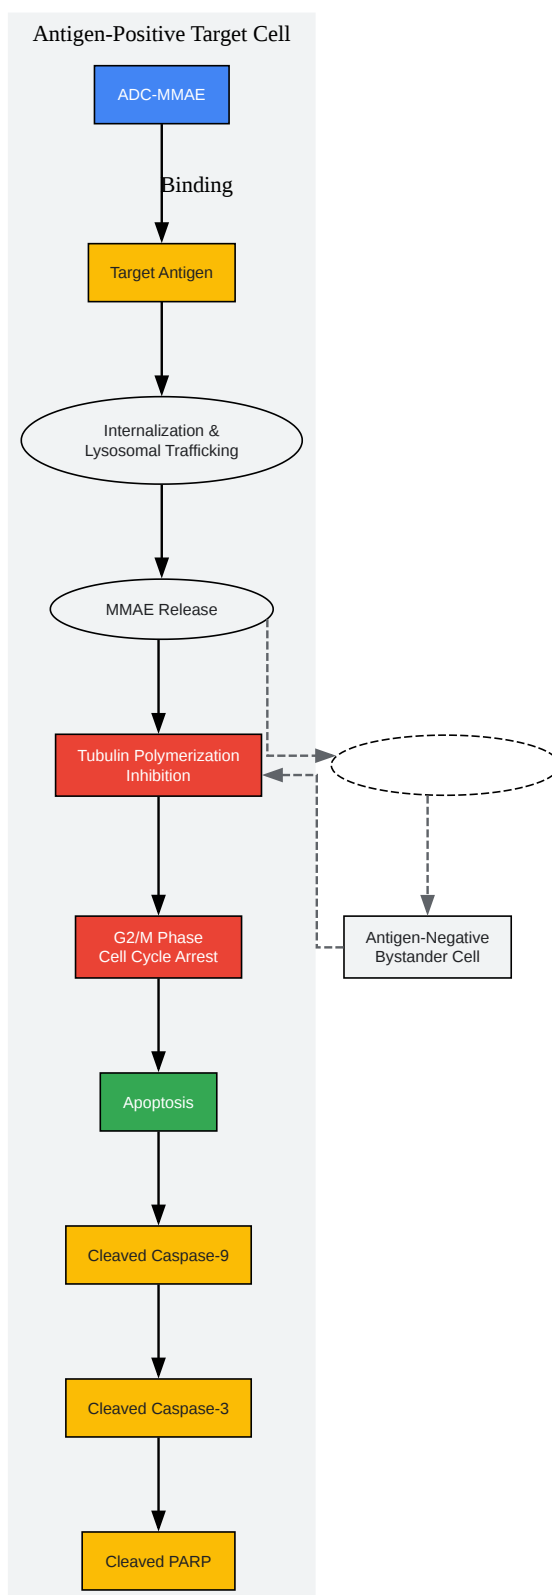 Antigen-Positive Target Cell
ADC-MMAE
Binding
Target Antigen
Internalization &
Lysosomal Trafficking
MMAE Release
Tubulin Polymerization
Inhibition
G2/M Phase
Cell Cycle Arrest
Antigen-Negative
Bystander Cell
Apoptosis
Cleaved Caspase-9
Cleaved Caspase-3
Cleaved PARP